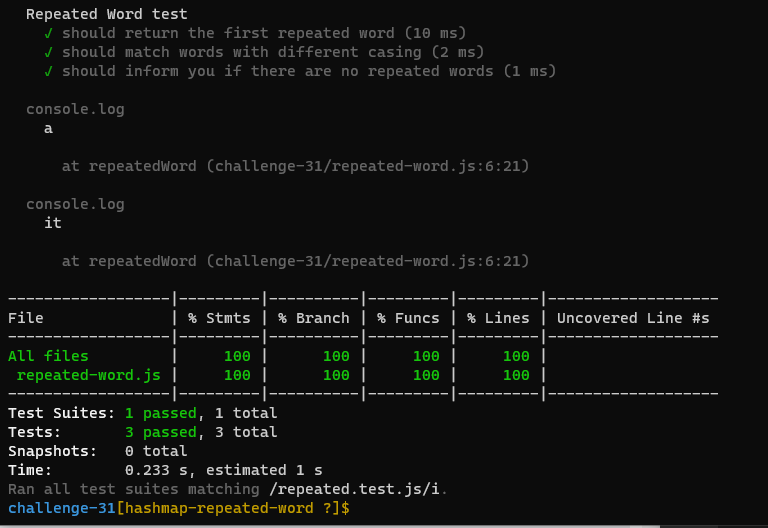 Repeated Word test
✓ should return the first repeated word (10 ms)
✓ should match words with different casing (2 ms)
✓ should inform you if there are no repeated words (1 ms)
console.log
a
at repeatedWord (challenge-31/repeated-word.js:6:21)
console.log
it
at repeatedWord (challenge-31/repeated-word.js:6:21)
------------------|---------|----------|---------|---------|-------------------
File              | % Stmts | % Branch | % Funcs | % Lines | Uncovered Line #s
------------------|---------|----------|---------|---------|-------------------
All files         |     100 |      100 |     100 |     100 |
 repeated-word.js |     100 |      100 |     100 |     100 |
------------------|---------|----------|---------|---------|-------------------
Test Suites: 1 passed, 1 total
Tests:       3 passed, 3 total
Snapshots:   0 total
Time:        0.233 s, estimated 1 s
Ran all test suites matching /repeated.test.js/i.
challenge-31[hashmap-repeated-word ?]$